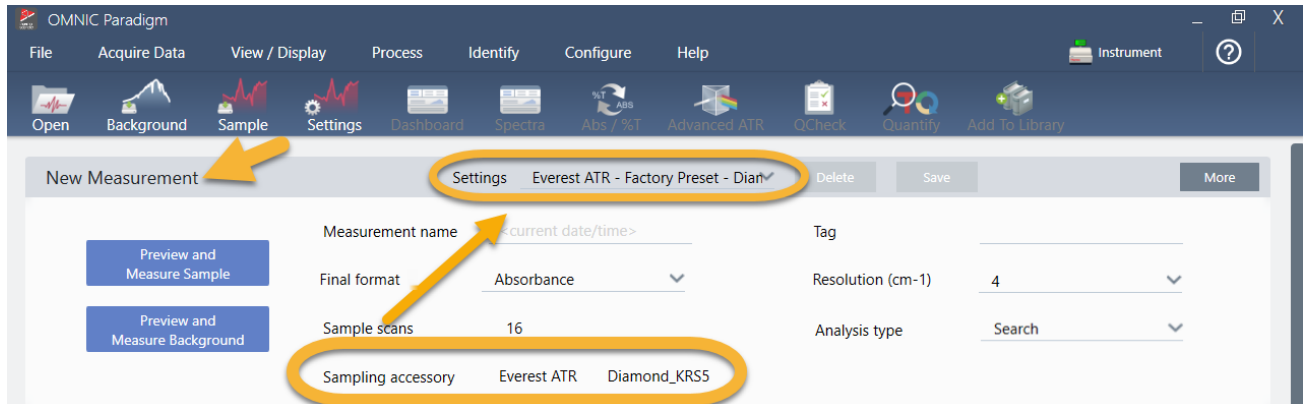 OMNIC Paradigm
X
File Acquire Data View / Display Process Identify Configure Help Instrument ?
%T ABS
Open Background Sample Settings Dashboard Spectra Abs / %T Advanced ATR QCheck Quantify Add To Library
New Measurement Settings Everest ATR - Factory Preset - Diar Delete Save More
Measurement name <current date/time> Tag
Preview and
Measure Sample
Final format Absorbance Resolution (cm-1) 4
Preview and
Measure Background
Sample scans 16 Analysis type Search
Sampling accessory Everest ATR Diamond_KRS5